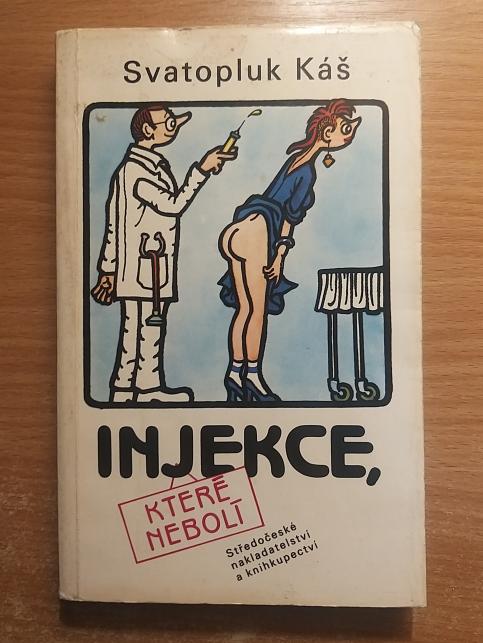 Svatopluk Káš
INJEKCE,
KTERÉ
NEBOLÍ
Středočeské
nakladatelství
a knihkupectví